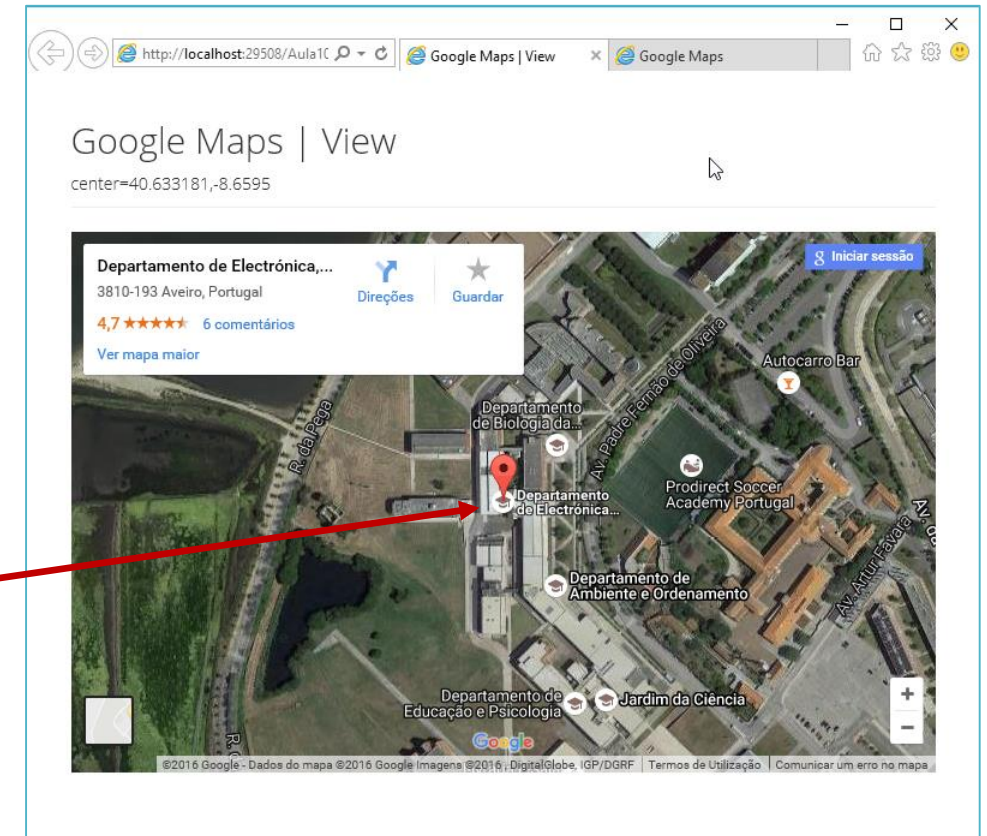 http://localhost:29508/Aula10
Google Maps | View
Google Maps
Google Maps | View
center=40.633181,-8.6595
Departamento de Electrónica,...
3810-193 Aveiro, Portugal
4,7
6 comentários
Ver mapa maior
Direções
Guardar
Iniciar sessão
Autocarro Bar
Av. Padre Fernão de Oliveira
R. da Pega
Departamento
de Biologia da...
Departamento
de Electrónica...
Prodirect Soccer
Academy Portugal
Av. Artur Favara
Departamento de
Ambiente e Ordenamento
Departamento de
Educação e Psicologia
Jardim da Ciência
Google
©2016 Google - Dados do mapa ©2016 Google Imagens ©2016 , DigitalGlobe, IGP/DGRF
Termos de Utilização
Comunicar um erro no mapa